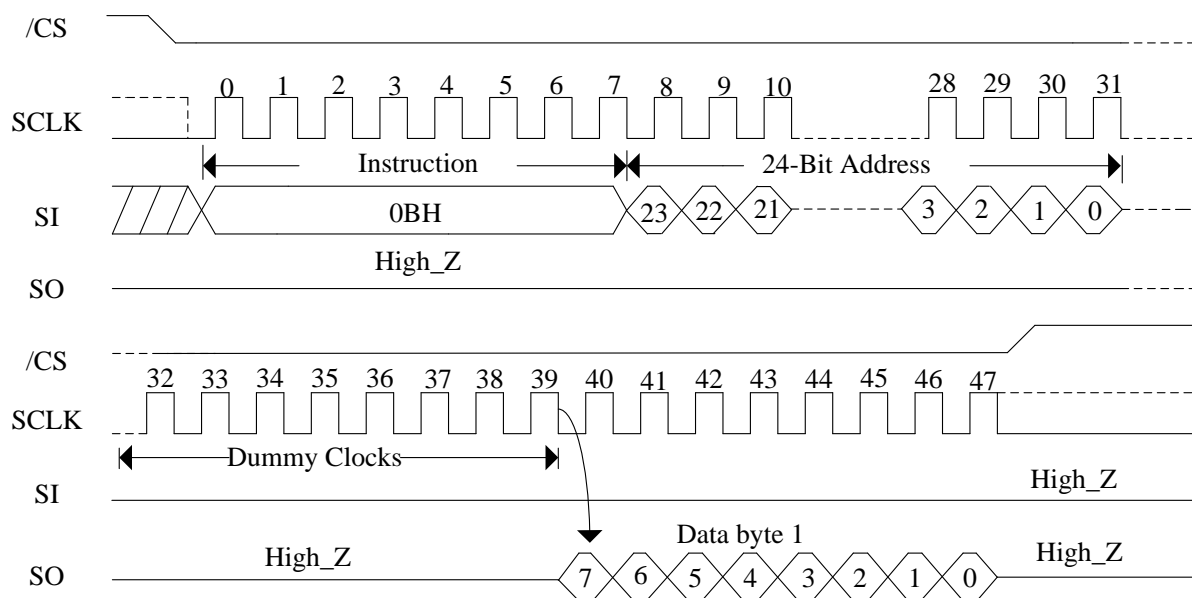 /CS
0 1 2 3 4 5 6 7 8 9 10 28 29 30 31
SCLK
Instruction 24-Bit Address
SI 0BH 23 22 21 3 2 1 0
High_Z
SO
/CS
32 33 34 35 36 37 38 39 40 41 42 43 44 45 46 47
SCLK
Dummy Clocks
SI High_Z
Data byte 1
High_Z High_Z
SO 7 6 5 4 3 2 1 0